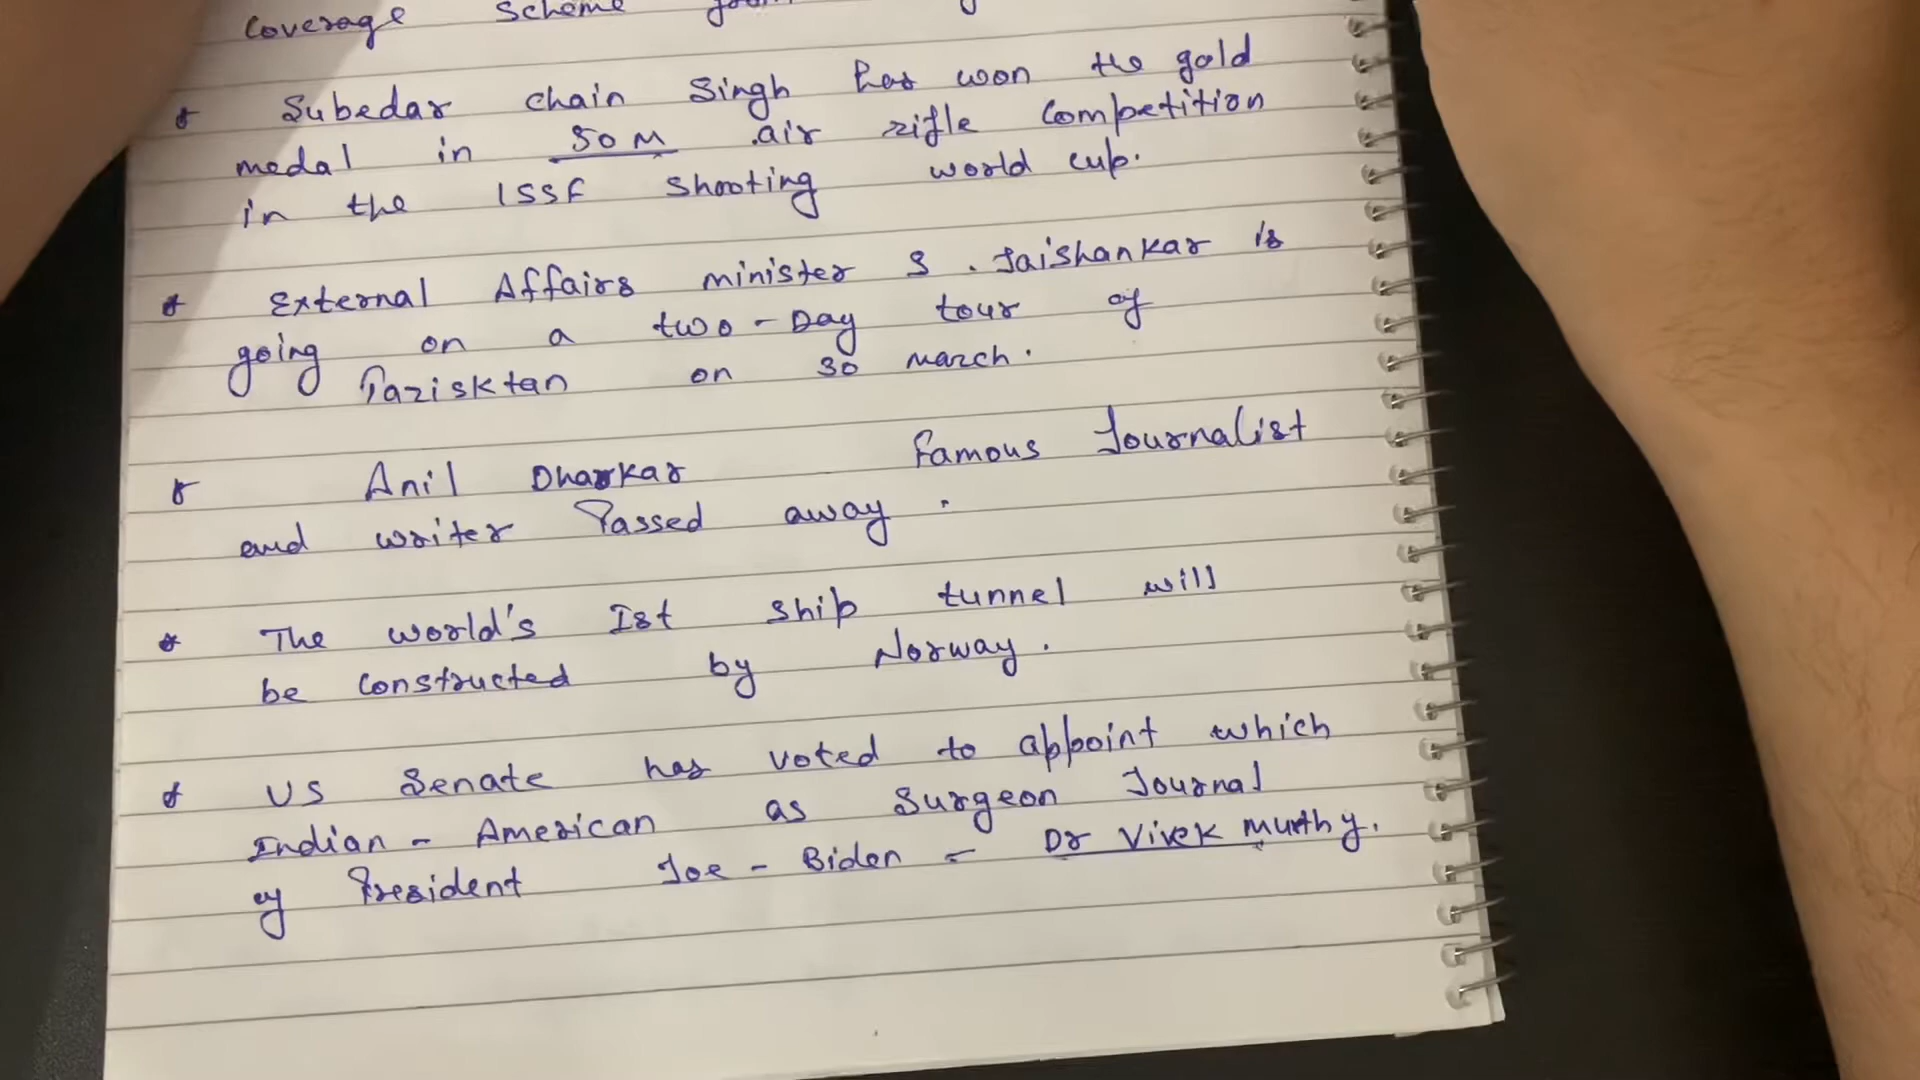 Coverage Scheme
* Subedar chain Singh has won the gold
medal in 50 M air rifle competition
in the ISSF shooting world cup.
* External Affairs minister S. Jaishankar is
going on a two-Day tour of
Tazisktan on 30 march.
* Anil Dharkar famous Journalist
and writer Passed away.
* The world's Ist ship tunnel will
be constructed by Norway.
* US Senate has voted to appoint which
Indian - American as Surgeon Journal
of President Joe - Biden - Dr Vivek Murthy.